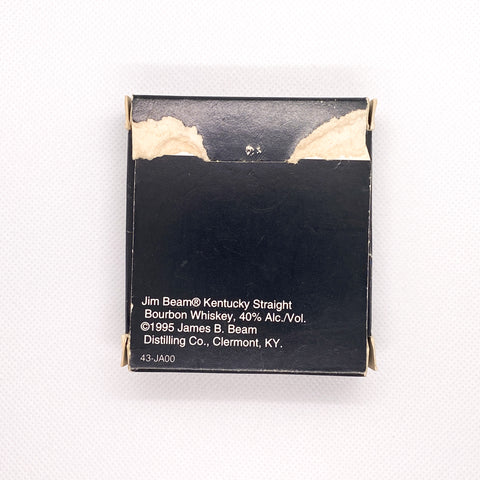 Jim Beam® Kentucky Straight
Bourbon Whiskey, 40% Alc./Vol.
©1995 James B. Beam
Distilling Co., Clermont, KY.
43-JA00